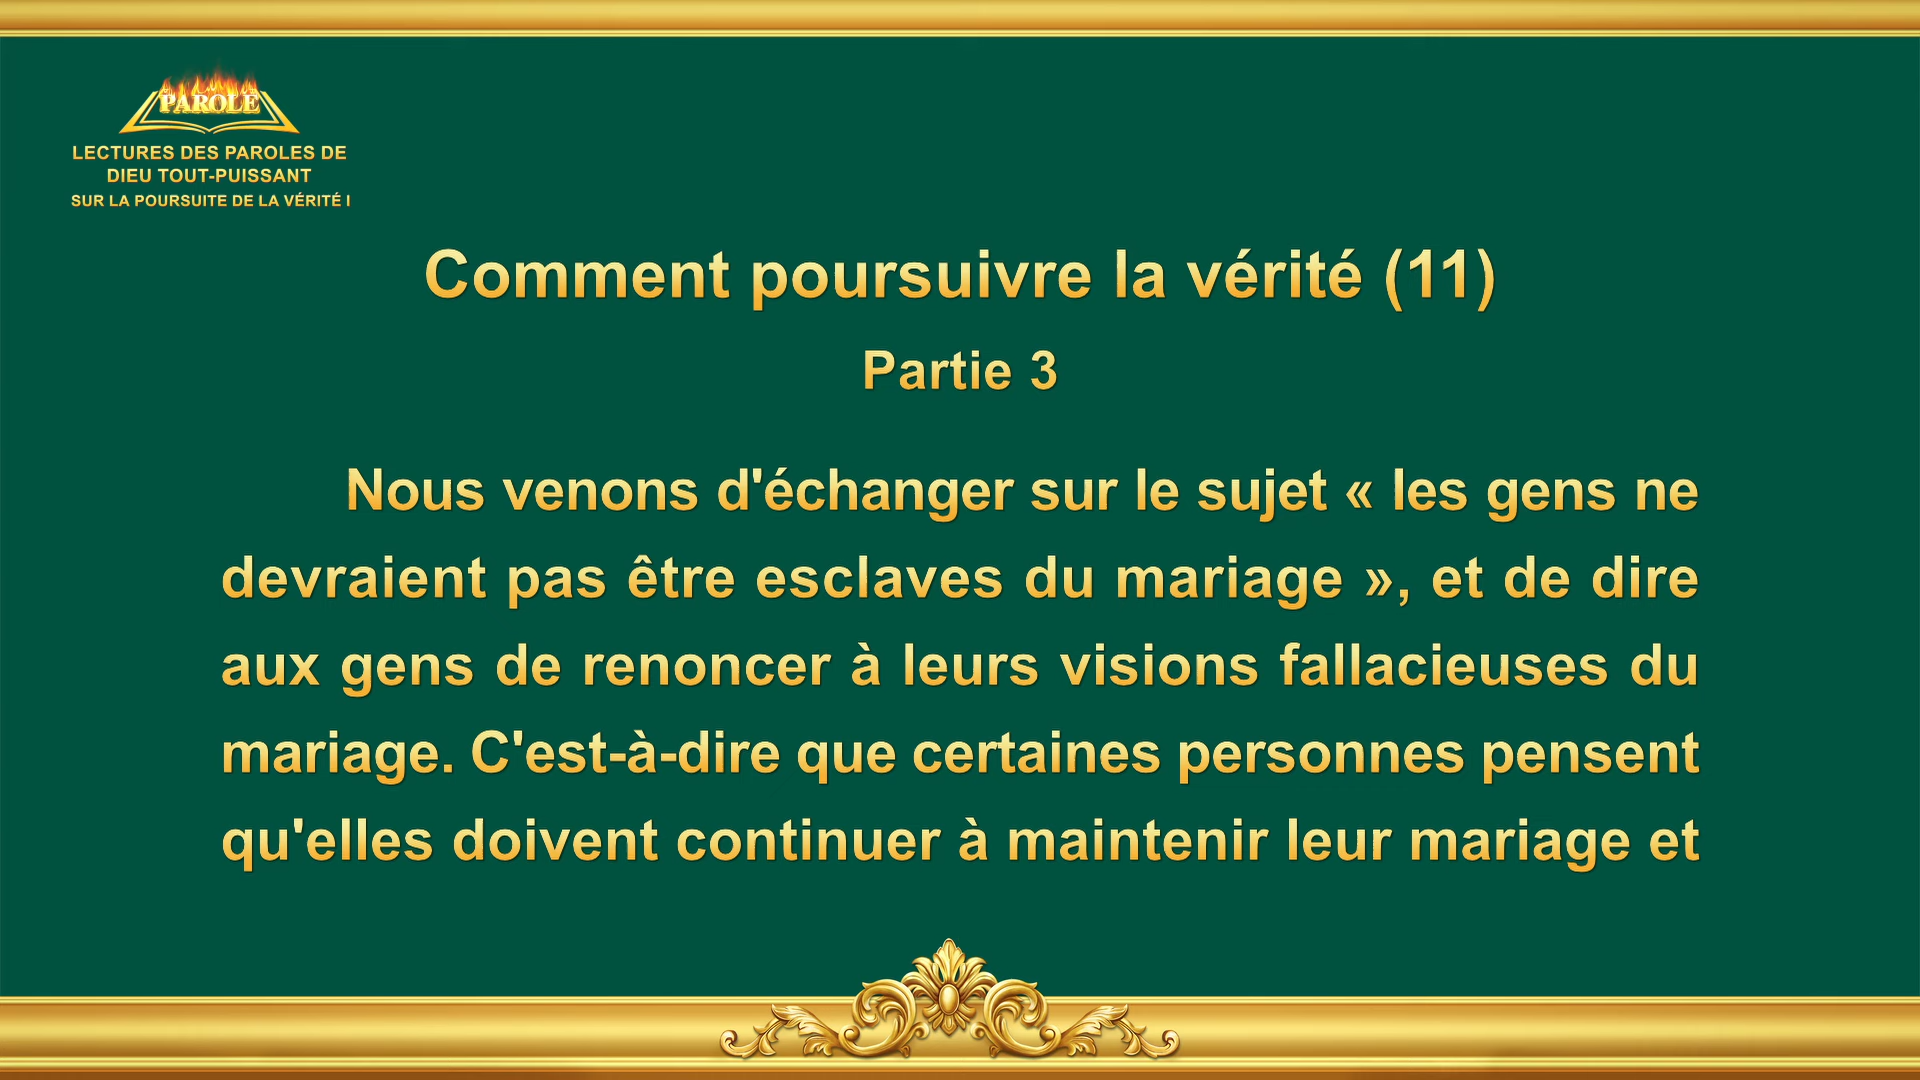 PAROLE
LECTURES DES PAROLES DE
DIEU TOUT-PUISSANT
SUR LA POURSUITE DE LA VÉRITÉ I
Comment poursuivre la vérité (11)
Partie 3
Nous venons d'échanger sur le sujet « les gens ne
devraient pas être esclaves du mariage », et de dire
aux gens de renoncer à leurs visions fallacieuses du
mariage. C'est-à-dire que certaines personnes pensent
qu'elles doivent continuer à maintenir leur mariage et